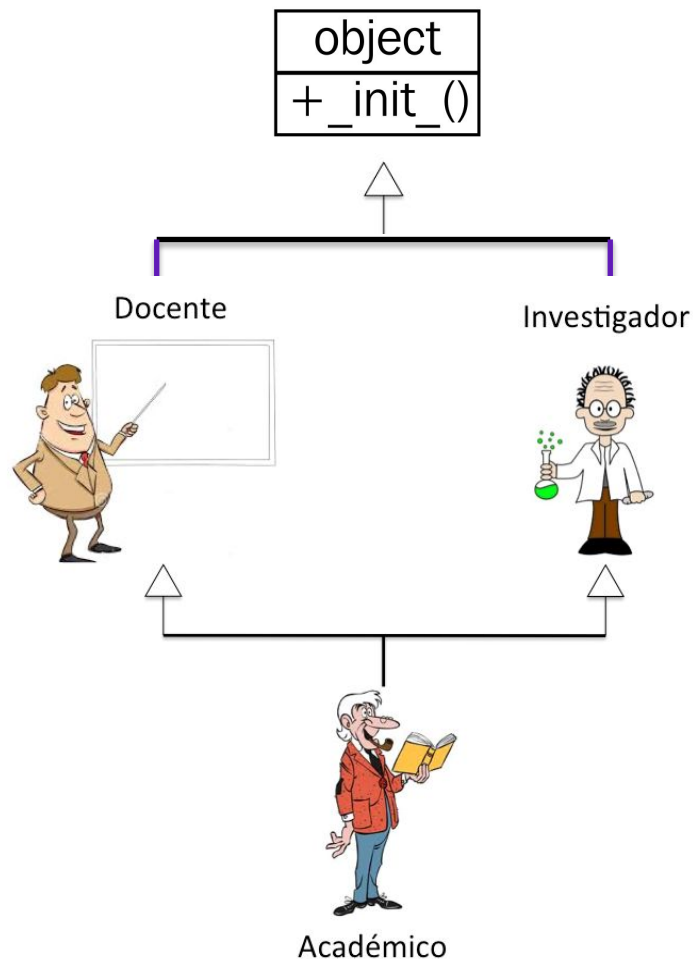 object
+_init_()
Docente
Investigador
Académico